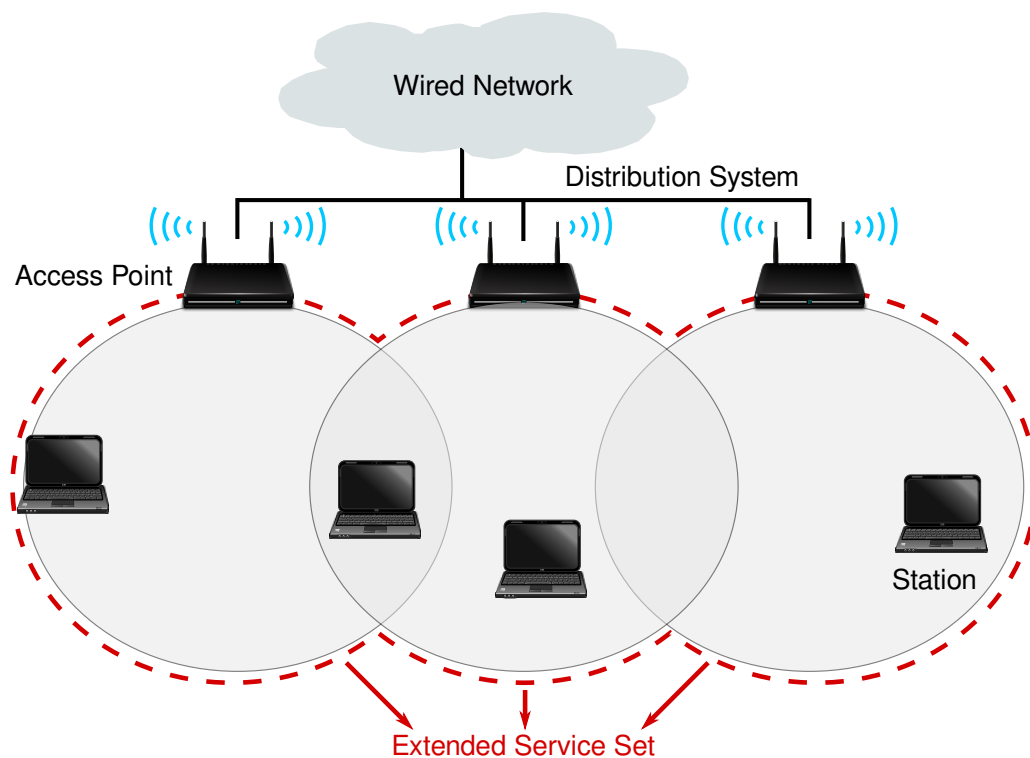 Wired Network
Distribution System
Access Point
Station
Extended Service Set